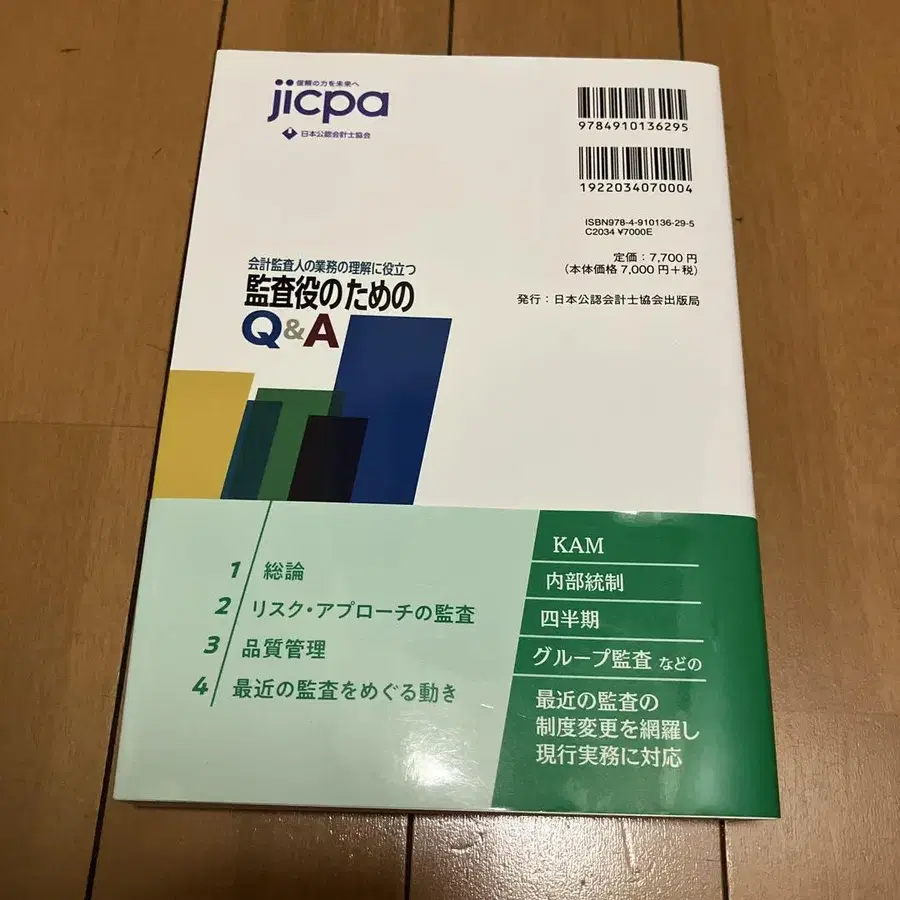 信頼の力を未来へ
jicpa
日本公認会計士協会
9784910136295
1922034070004
ISBN978-4-910136-29-5
C2034 ¥7000E
定価:7,700円
(本体価格7,000円+税)
発行:日本公認会計士協会出版局
会計監査人の業務の理解に役立つ
監査役のための
Q&A
1 総論
2 リスク・アプローチの監査
3 品質管理
4 最近の監査をめぐる動き
KAM
内部統制
四半期
グループ監査 などの
最近の監査の
制度変更を網羅し
現行実務に対応